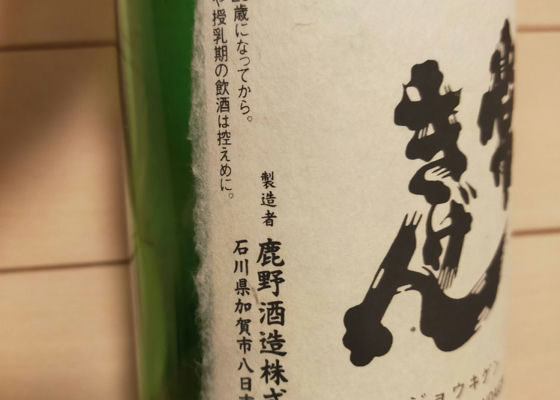 常
きげん
ジョウキゲン
製造者 鹿野酒造株式
石川県加賀市八日市
歳になってから。
や授乳期の飲酒は控えめに。